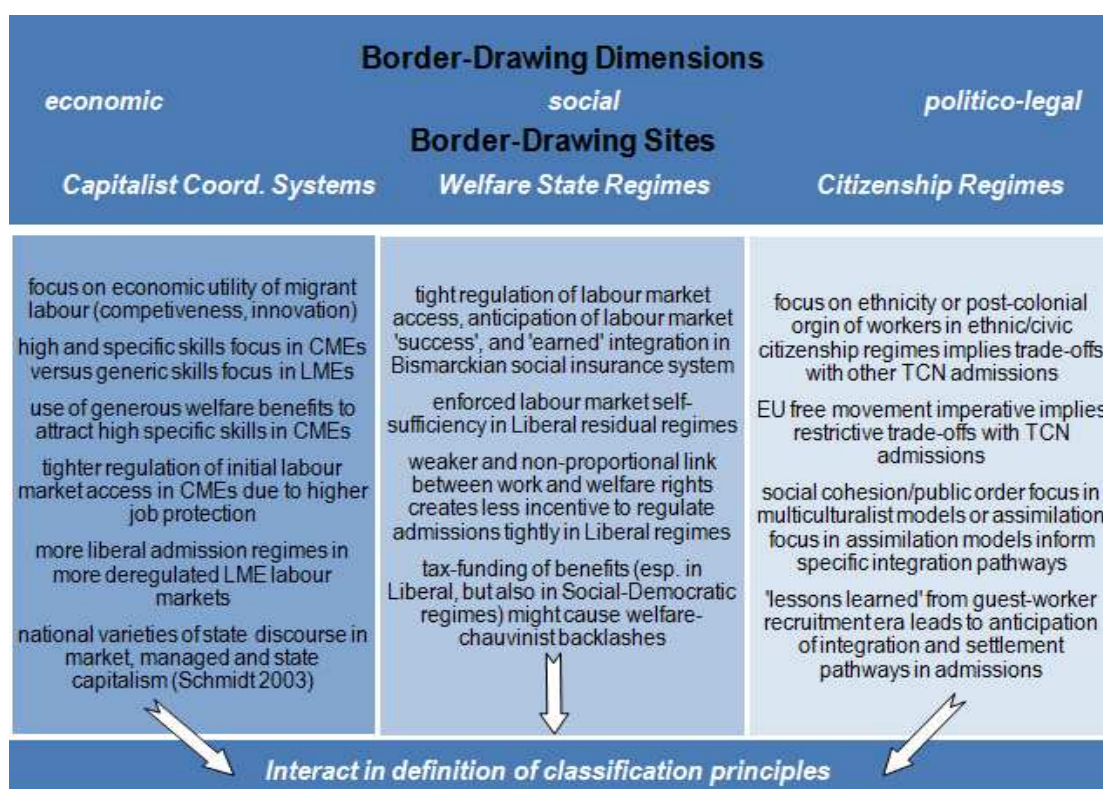 Border-Drawing Dimensions
economic social politico-legal
Border-Drawing Sites
Capitalist Coord. Systems Welfare State Regimes Citizenship Regimes
focus on economic utility of migrant
labour (competiveness, innovation)
high and specific skills focus in CMEs
versus generic skills focus in LMEs
use of generous welfare benefits to
attract high specific skills in CMEs
tighter regulation of initial labour
market access in CMEs due to higher
job protection
more liberal admission regimes in
more deregulated LME labour
markets
national varieties of state discourse in
market, managed and state
capitalism (Schmidt 2003)
tight regulation of labour market
access, anticipation of labour market
'success', and 'earned' integration in
Bismarckian social insurance system
enforced labour market self-
sufficiency in Liberal residual regimes
weaker and non-proportional link
between work and welfare rights
creates less incentive to regulate
admissions tightly in Liberal regimes
tax-funding of benefits (esp. in
Liberal, but also in Social-Democratic
regimes) might cause welfare-
chauvinist backlashes
focus on ethnicity or post-colonial
orgin of workers in ethnic/civic
citizenship regimes implies trade-offs
with other TCN admissions
EU free movement imperative implies
restrictive trade-offs with TCN
admissions
social cohesion/public order focus in
multiculturalist models or assimilation
focus in assimilation models inform
specific integration pathways
'lessons learned' from guest-worker
recruitment era leads to anticipation
of integration and settlement
pathways in admissions
Interact in definition of classification principles